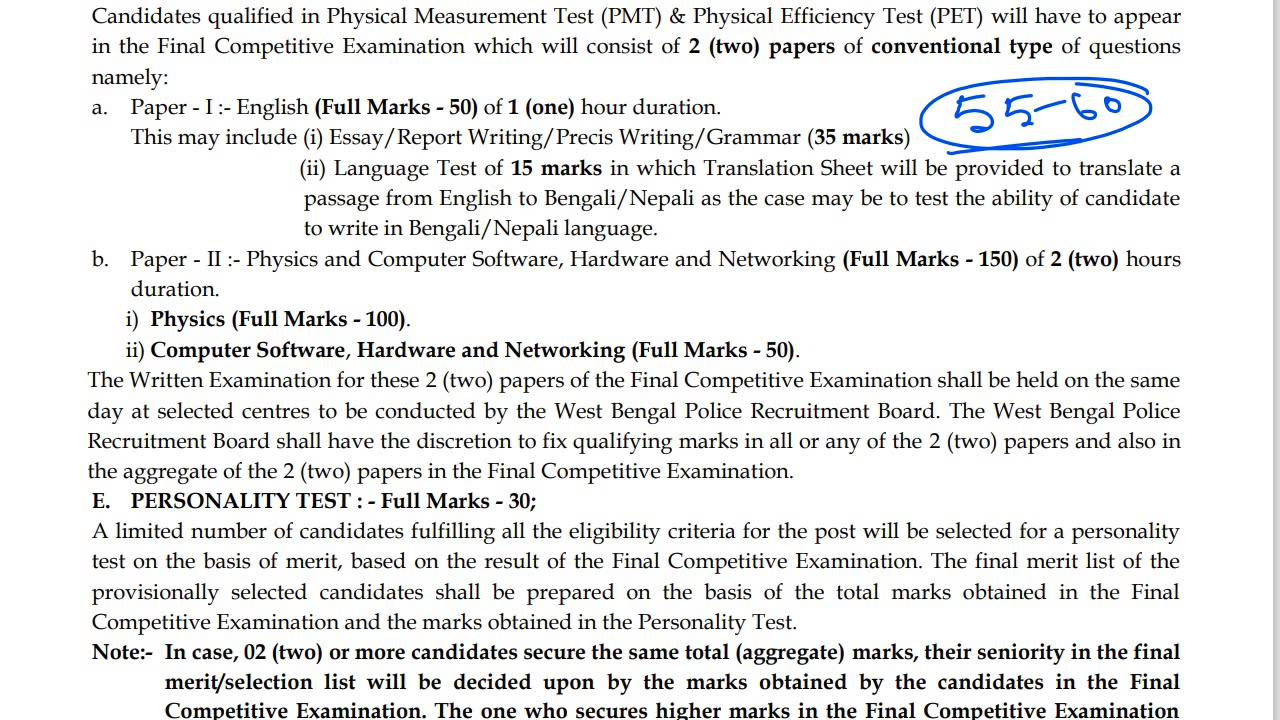 Candidates qualified in Physical Measurement Test (PMT) & Physical Efficiency Test (PET) will have to appear
in the Final Competitive Examination which will consist of 2 (two) papers of conventional type of questions
namely:
a. Paper - I :- English (Full Marks - 50) of 1 (one) hour duration.
55-60
This may include (i) Essay/Report Writing/Precis Writing/Grammar (35 marks)
(ii) Language Test of 15 marks in which Translation Sheet will be provided to translate a
passage from English to Bengali/Nepali as the case may be to test the ability of candidate
to write in Bengali/Nepali language.
b. Paper - II :- Physics and Computer Software, Hardware and Networking (Full Marks - 150) of 2 (two) hours
duration.
i) Physics (Full Marks - 100).
ii) Computer Software, Hardware and Networking (Full Marks - 50).
The Written Examination for these 2 (two) papers of the Final Competitive Examination shall be held on the same
day at selected centres to be conducted by the West Bengal Police Recruitment Board. The West Bengal Police
Recruitment Board shall have the discretion to fix qualifying marks in all or any of the 2 (two) papers and also in
the aggregate of the 2 (two) papers in the Final Competitive Examination.
E. PERSONALITY TEST : - Full Marks - 30;
A limited number of candidates fulfilling all the eligibility criteria for the post will be selected for a personality
test on the basis of merit, based on the result of the Final Competitive Examination. The final merit list of the
provisionally selected candidates shall be prepared on the basis of the total marks obtained in the Final
Competitive Examination and the marks obtained in the Personality Test.
Note:- In case, 02 (two) or more candidates secure the same total (aggregate) marks, their seniority in the final
merit/selection list will be decided upon by the marks obtained by the candidates in the Final
Competitive Examination. The one who secures higher marks in the Final Competitive Examination